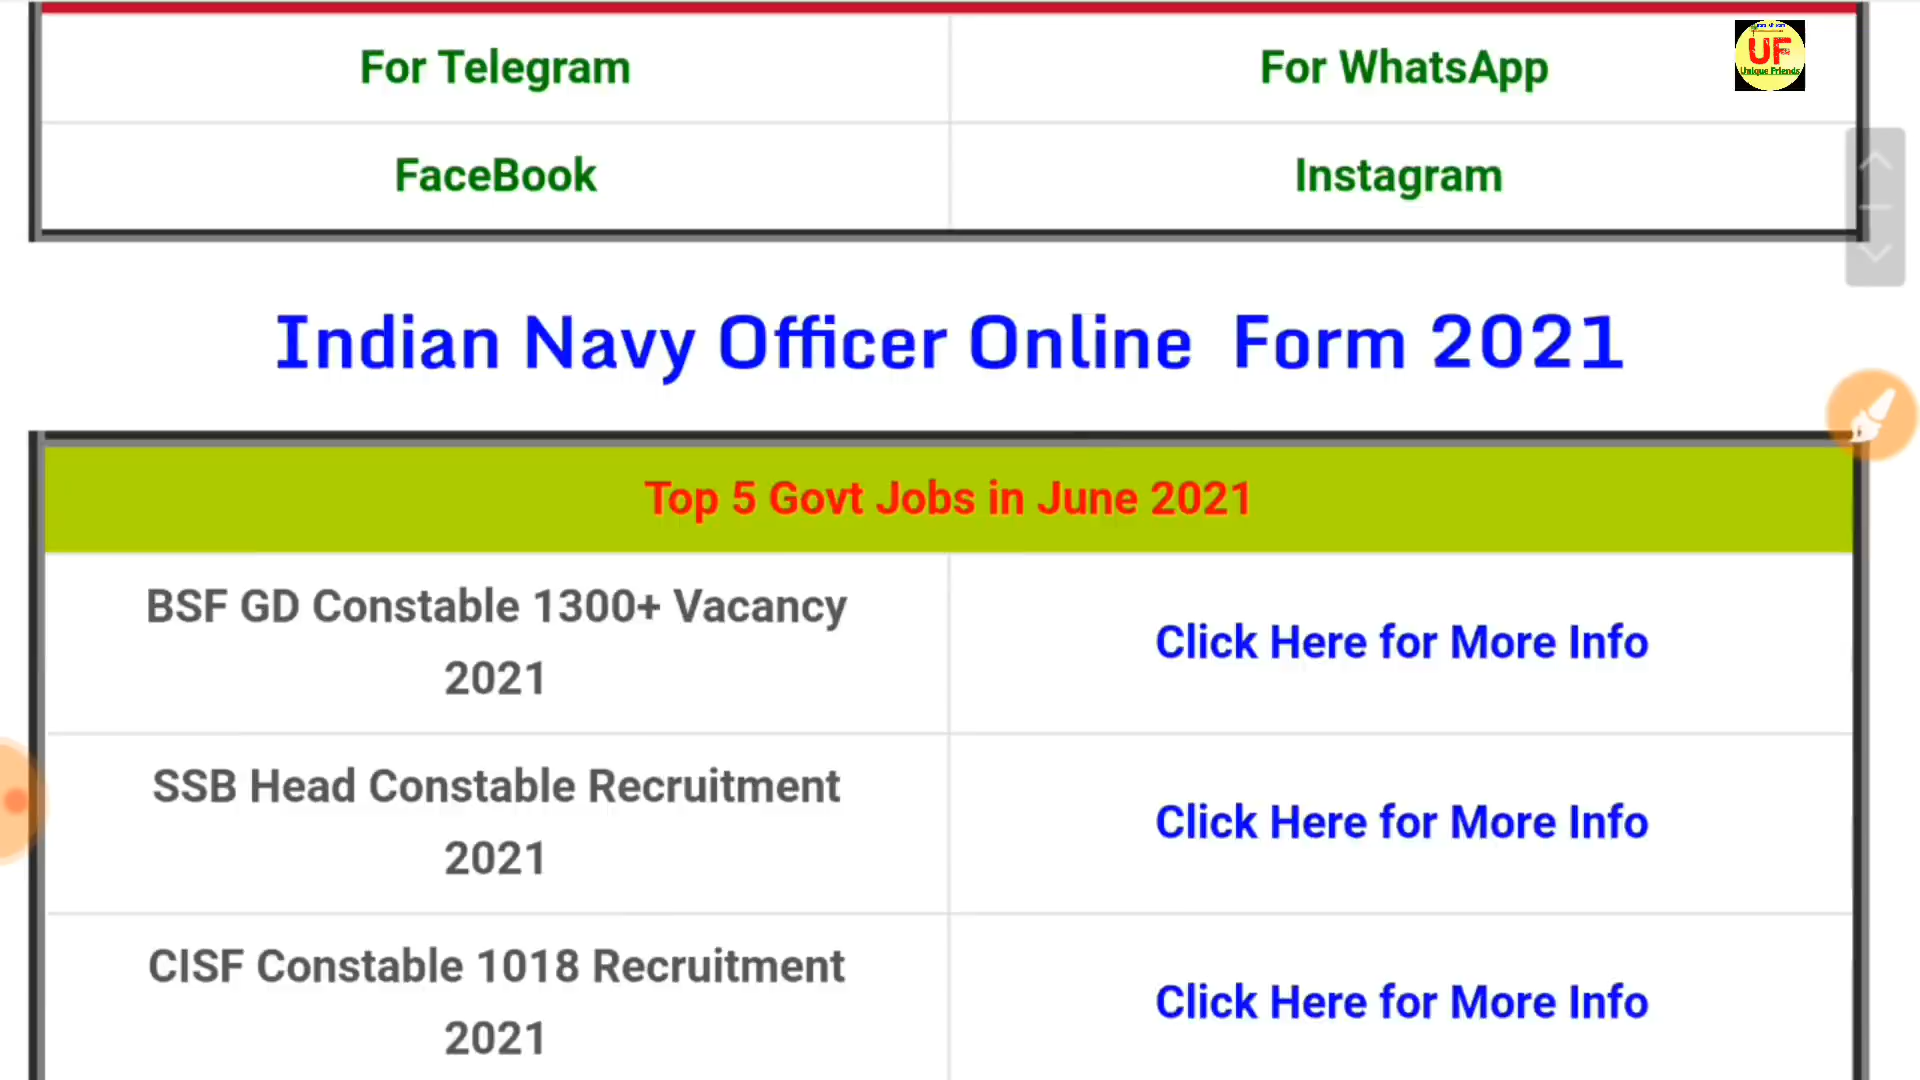 For Telegram
For WhatsApp
UF
Unique Friends
FaceBook
Instagram
Indian Navy Officer Online Form 2021
Top 5 Govt Jobs in June 2021
BSF GD Constable 1300+ Vacancy
2021
Click Here for More Info
SSB Head Constable Recruitment
2021
Click Here for More Info
CISF Constable 1018 Recruitment
2021
Click Here for More Info